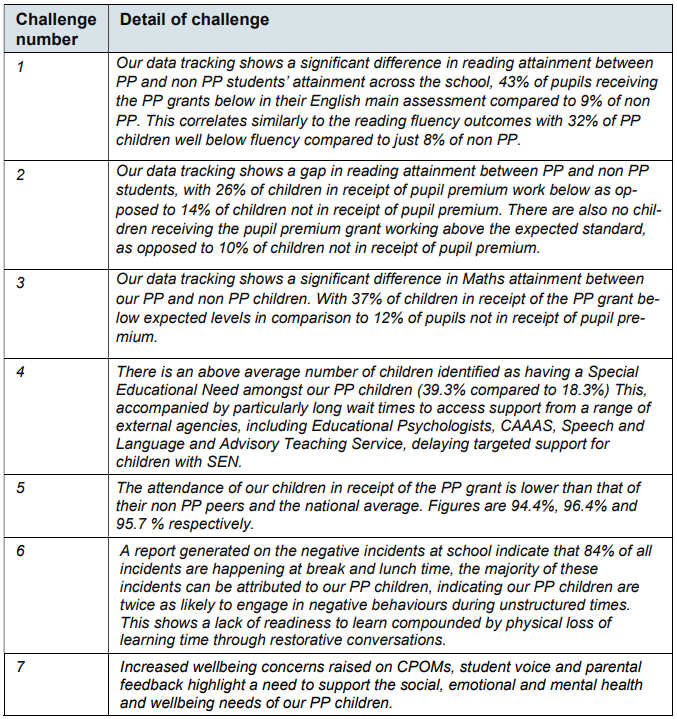 Challenge Detail of challenge
number
1 Our data tracking shows a significant difference in reading attainment between
PP and non PP students’ attainment across the school, 43% of pupils receiving
the PP grants below in their English main assessment compared to 9% of non
PP. This correlates similarly to the reading fluency outcomes with 32% of PP
children well below fluency compared to just 8% of non PP.
2 Our data tracking shows a gap in reading attainment between PP and non PP
students, with 26% of children in receipt of pupil premium work below as op-
posed to 14% of children not in receipt of pupil premium. There are also no chil-
dren receiving the pupil premium grant working above the expected standard,
as opposed to 10% of children not in receipt of pupil premium.
3 Our data tracking shows a significant difference in Maths attainment between
our PP and non PP children. With 37% of children in receipt of the PP grant be-
low expected levels in comparison to 12% of pupils not in receipt of pupil pre-
mium.
4 There is an above average number of children identified as having a Special
Educational Need amongst our PP children (39.3% compared to 18.3%) This,
accompanied by particularly long wait times to access support from a range of
external agencies, including Educational Psychologists, CAAAS, Speech and
Language and Advisory Teaching Service, delaying targeted support for
children with SEN.
5 The attendance of our children in receipt of the PP grant is lower than that of
their non PP peers and the national average. Figures are 94.4%, 96.4% and
95.7 % respectively.
6 A report generated on the negative incidents at school indicate that 84% of all
incidents are happening at break and lunch time, the majority of these
incidents can be attributed to our PP children, indicating our PP children are
twice as likely to engage in negative behaviours during unstructured times.
This shows a lack of readiness to learn compounded by physical loss of
learning time through restorative conversations.
7 Increased wellbeing concerns raised on CPOMs, student voice and parental
feedback highlight a need to support the social, emotional and mental health
and wellbeing needs of our PP children.